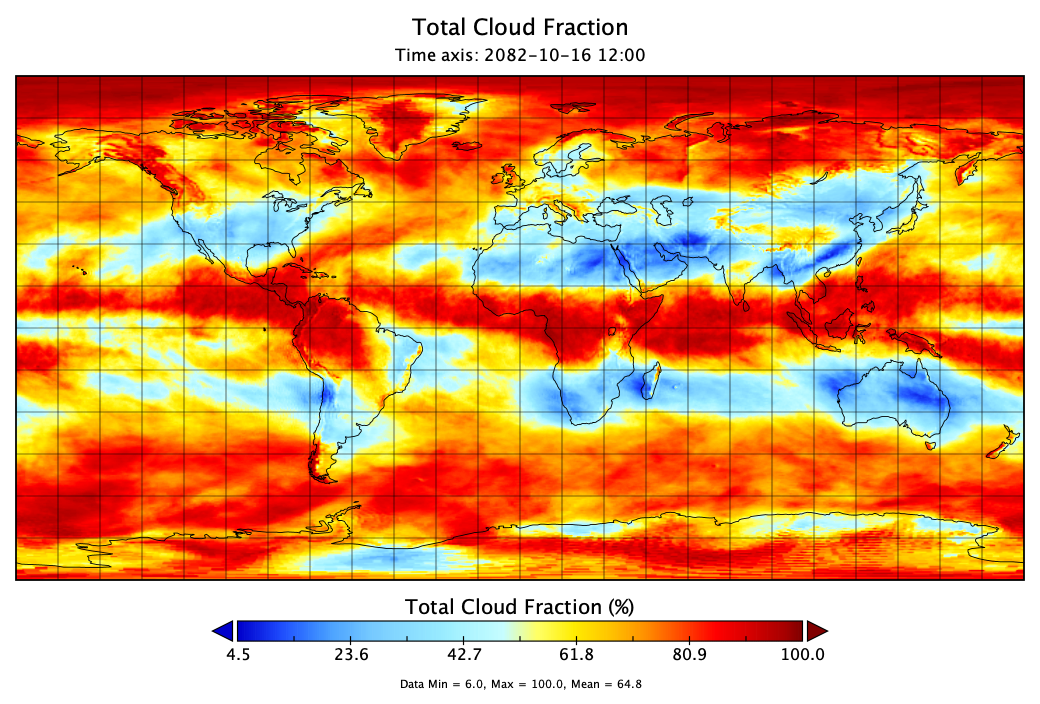 Total Cloud Fraction
Time axis: 2082-10-16 12:00
Total Cloud Fraction (%)
4.5 23.6 42.7 61.8 80.9 100.0
Data Min = 6.0, Max = 100.0, Mean = 64.8